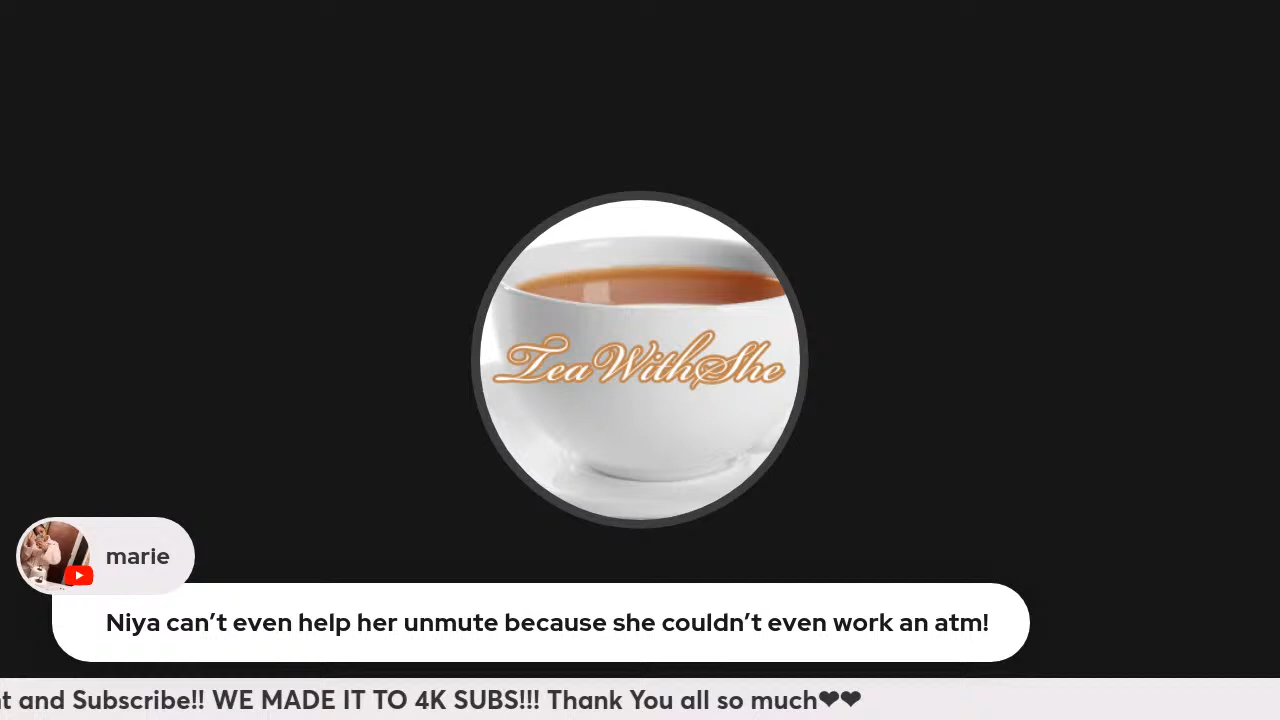 TeaWithShe
marie
Niya can’t even help her unmute because she couldn’t even work an atm!
and Subscribe!! WE MADE IT TO 4K SUBS!!! Thank You all so much❤❤